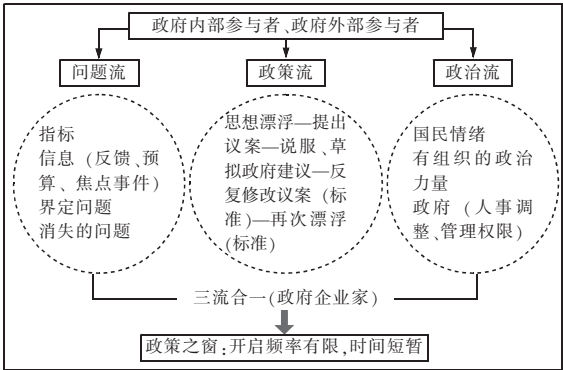 政府内部参与者、政府外部参与者
问题流
政策流
政治流
指标
信息（反馈、预
算、焦点事件）
界定问题
消失的问题
思想漂浮—提出
议案—说服、草
拟政府建议—反
复修改议案（标
准）—再次漂浮
(标准)
国民情绪
有组织的政治
力量
政府（人事调
整、管理权限）
三流合一(政府企业家)
政策之窗:开启频率有限,时间短暂